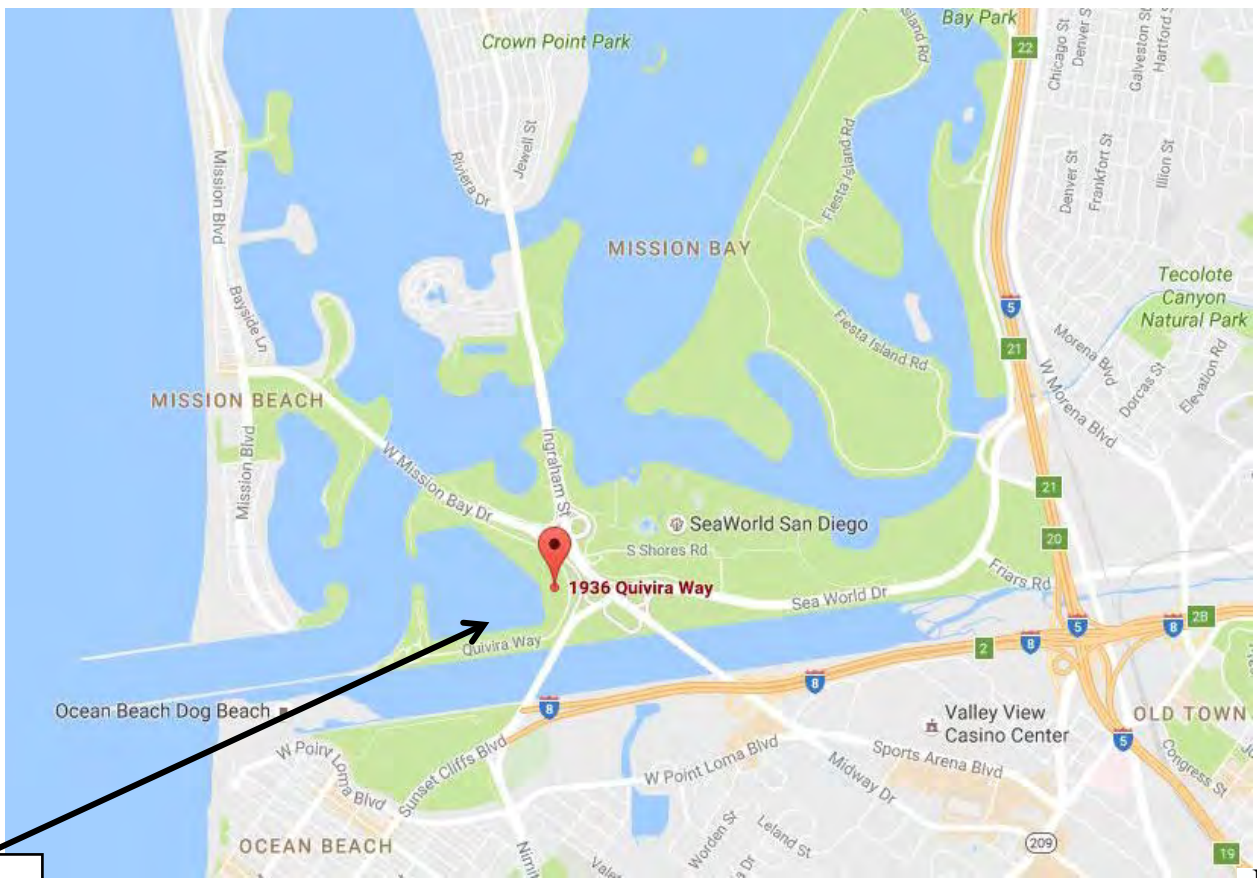 Crown Point Park
Island Rd
Bay Park
22
Chicago St
Denver S
Galveston St
Hartford S
Mission Blvd
Riviera Dr
Jewell St
Fiesta Island Rd
Denver St
Frankfort St
Illion St
MISSION BAY
Tecolote
Canyon
Natural Park
Bayside Ln
5
Fiesta Island Rd
21
Morena Blvd
Dorcas St
Elevation Rd
W Morena Blvd
MISSION BEACH
Mission Blvd
W Mission Bay Dr
Ingraham St
21
SeaWorld San Diego
20
S Shores Rd
1936 Quivira Way
Friars Rd
Sea World Dr
2B
5
8
Quivira Way
8
2
8
8
Ocean Beach Dog Beach
Valley View
Casino Center
OLD TOWN
5
W Point Loma Blvd
Sunset Cliffs Blvd
W Point Loma Blvd
Midway Dr
Sports Arena Blvd
Congress St
OCEAN BEACH
Nimi
Vale
Worden St
Leland St
a Dr
209
19